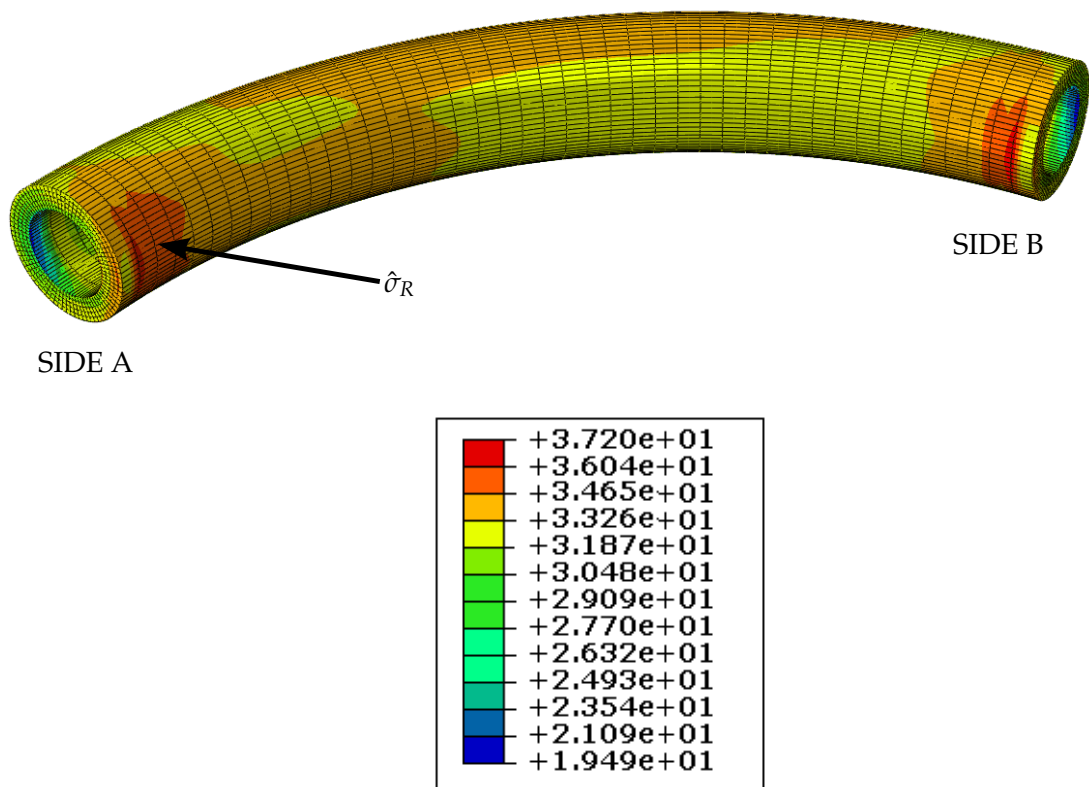 SIDE B
σ̂_R
SIDE A
+3.720e+01
+3.604e+01
+3.465e+01
+3.326e+01
+3.187e+01
+3.048e+01
+2.909e+01
+2.770e+01
+2.632e+01
+2.493e+01
+2.354e+01
+2.109e+01
+1.949e+01